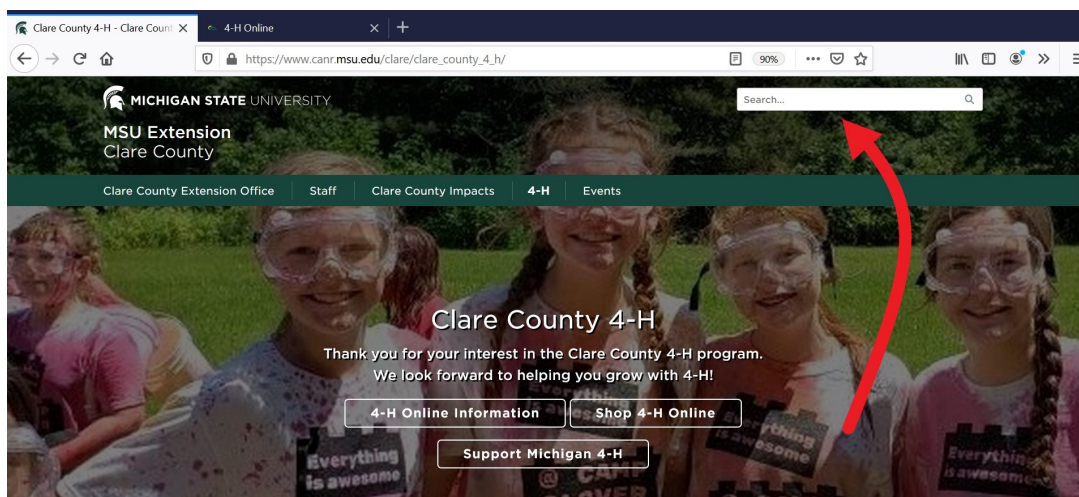 Clare County 4-H - Clare Count
4-H Online
https://www.canr.msu.edu/clare/clare_county_4_h/
90%
MICHIGAN STATE UNIVERSITY
Search...
MSU Extension
Clare County
Clare County Extension Office
Staff
Clare County Impacts
4-H
Events
Clare County 4-H
Thank you for your interest in the Clare County 4-H program.
We look forward to helping you grow with 4-H!
4-H Online Information
Shop 4-H Online
Support Michigan 4-H
Everything
is awesome
@ CAMP
Everything
is awesome